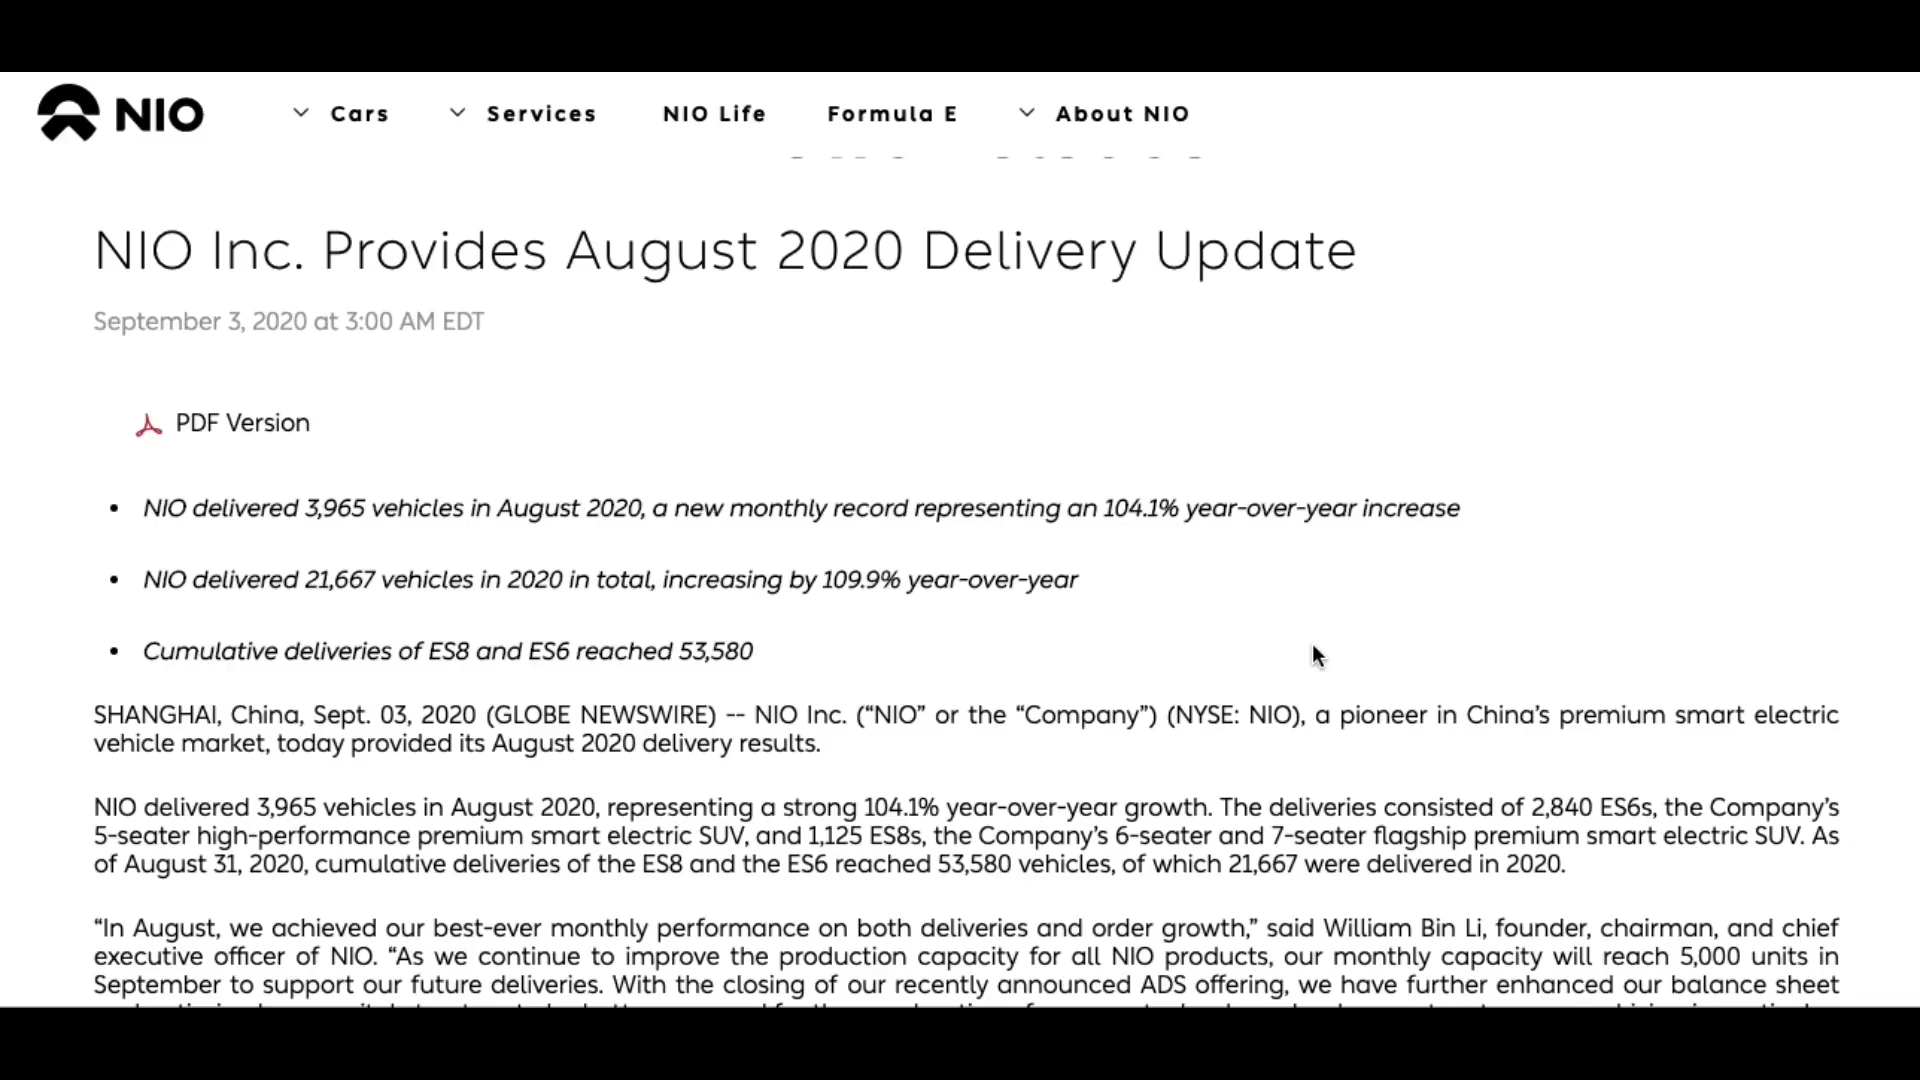 NIO
Cars
Services
NIO Life
Formula E
About NIO
NIO Inc. Provides August 2020 Delivery Update
September 3, 2020 at 3:00 AM EDT
PDF Version
• NIO delivered 3,965 vehicles in August 2020, a new monthly record representing an 104.1% year-over-year increase
• NIO delivered 21,667 vehicles in 2020 in total, increasing by 109.9% year-over-year
• Cumulative deliveries of ES8 and ES6 reached 53,580
SHANGHAI, China, Sept. 03, 2020 (GLOBE NEWSWIRE) -- NIO Inc. (“NIO” or the “Company”) (NYSE: NIO), a pioneer in China’s premium smart electric
vehicle market, today provided its August 2020 delivery results.
NIO delivered 3,965 vehicles in August 2020, representing a strong 104.1% year-over-year growth. The deliveries consisted of 2,840 ES6s, the Company’s
5-seater high-performance premium smart electric SUV, and 1,125 ES8s, the Company’s 6-seater and 7-seater flagship premium smart electric SUV. As
of August 31, 2020, cumulative deliveries of the ES8 and the ES6 reached 53,580 vehicles, of which 21,667 were delivered in 2020.
“In August, we achieved our best-ever monthly performance on both deliveries and order growth,” said William Bin Li, founder, chairman, and chief
executive officer of NIO. “As we continue to improve the production capacity for all NIO products, our monthly capacity will reach 5,000 units in
September to support our future deliveries. With the closing of our recently announced ADS offering, we have further enhanced our balance sheet